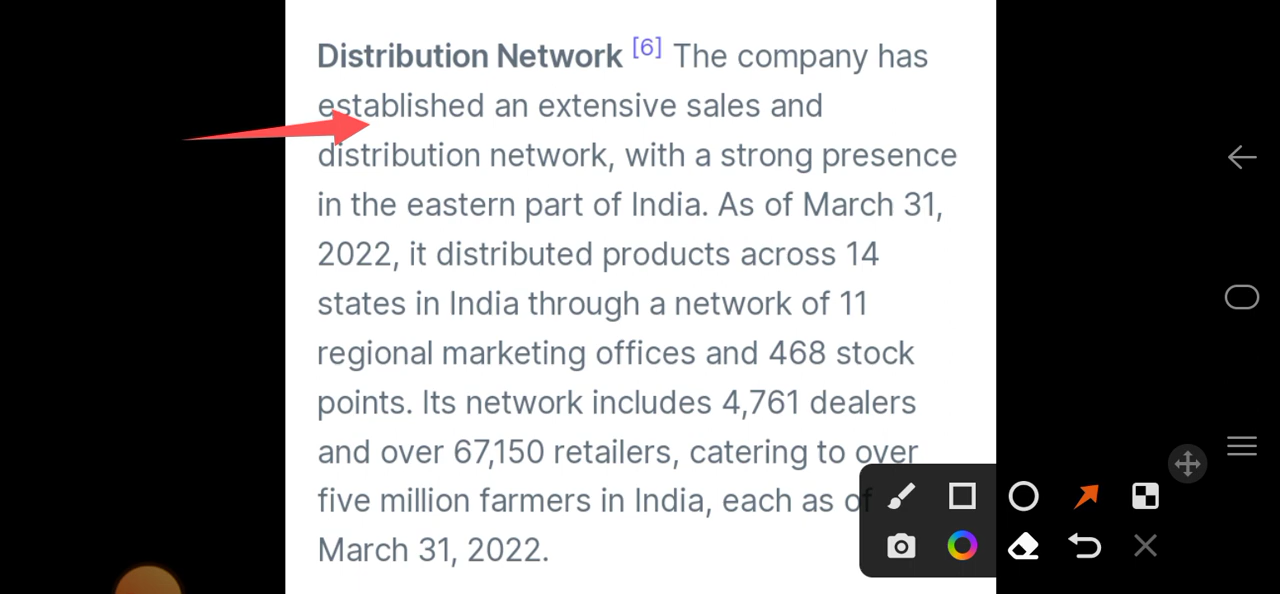 Distribution Network [6] The company has
established an extensive sales and
distribution network, with a strong presence
in the eastern part of India. As of March 31,
2022, it distributed products across 14
states in India through a network of 11
regional marketing offices and 468 stock
points. Its network includes 4,761 dealers
and over 67,150 retailers, catering to over
five million farmers in India, each as of
March 31, 2022.